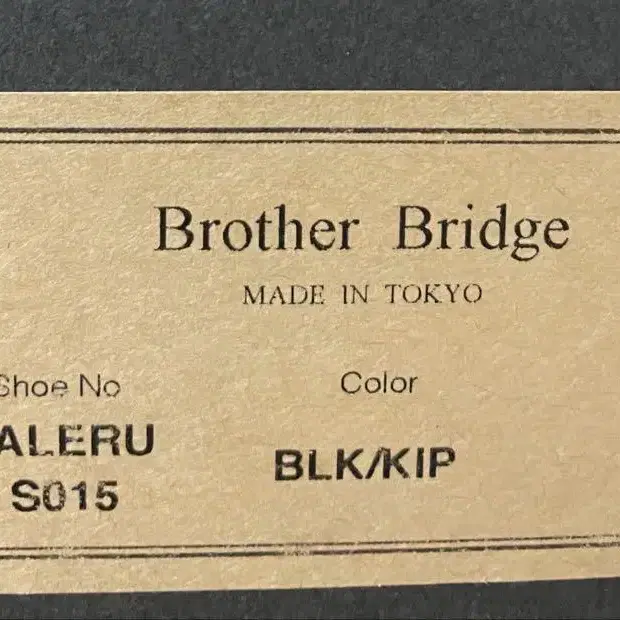 Brother Bridge
MADE IN TOKYO
Shoe No
Color
ALERU
BLK/KIP
S015